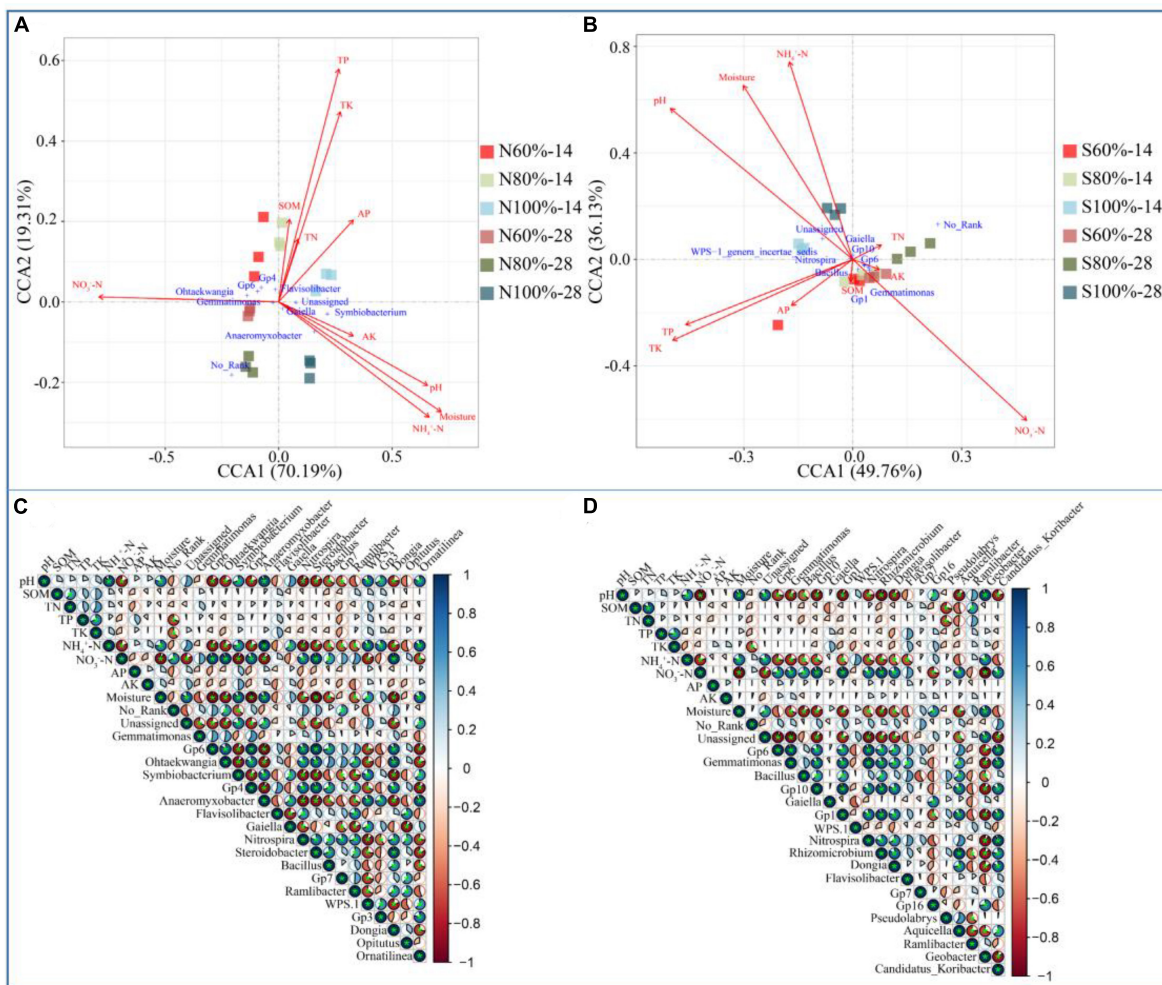 A
0.6
0.4
0.2
0.0
-0.2
CCA2 (19.31%)
-0.5
0.0
0.5
CCA1 (70.19%)
TP
TK
SOM
AP
TN
NO₃⁻-N
Gp4
Gp6
Ohtaekwangia
Flavisolibacter
Gemmatimonas
Unassigned
Gaiella
Symbiobacterium
Anaeromyxobacter
AK
No_Rank
pH
Moisture
NH₄⁺-N
N60%-14
N80%-14
N100%-14
N60%-28
N80%-28
N100%-28
B
0.8
0.4
0.0
-0.4
CCA2 (36.13%)
-0.3
0.0
0.3
CCA1 (49.76%)
NH₄⁺-N
Moisture
pH
Unassigned
No_Rank
Gaiella
TN
WPS-1_genera_incertae_sedis
Gp10
Nitrospira
Gp6
Bacillus
AK
SOM
Gemmatimonas
Gp1
AP
TP
TK
NO₃⁻-N
S60%-14
S80%-14
S100%-14
S60%-28
S80%-28
S100%-28
C
pH
SOM
TN
TP
TK
NH₄⁺-N
NO₃⁻-N
AP
AK
Moisture
No_Rank
Unassigned
Gemmatimonas
Gp6
Ohtaekwangia
Symbiobacterium
Gp4
Anaeromyxobacter
Flavisolibacter
Gaiella
Nitrospira
Steroidobacter
Bacillus
Gp7
Ramlibacter
WPS.1
Gp3
Dongia
Opitutus
Ornatilinea
1
0.8
0.6
0.4
0.2
0
−0.2
−0.4
−0.6
−0.8
−1
D
pH
SOM
TN
TP
TK
NH₄⁺-N
NO₃⁻-N
AP
AK
Moisture
No_Rank
Unassigned
Gp6
Gemmatimonas
Bacillus
Gp10
Gaiella
Gp1
WPS.1
Nitrospira
Rhizomicrobium
Dongia
Flavisolibacter
Gp7
Gp16
Pseudolabrys
Aquicella
Ramlibacter
Geobacter
Candidatus_Koribacter
1
0.8
0.6
0.4
0.2
0
−0.2
−0.4
−0.6
−0.8
−1